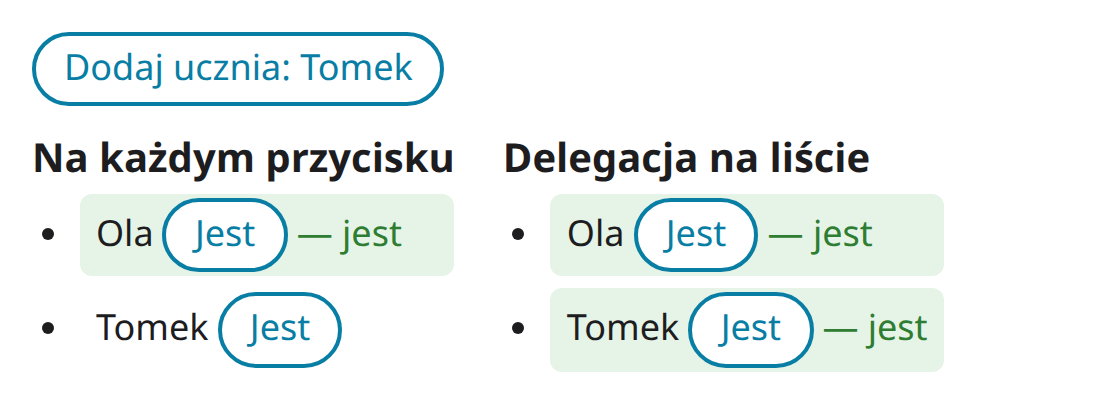 Dodaj ucznia: Tomek
Na każdym przycisku
Ola Jest — jest
Tomek Jest
Delegacja na liście
Ola Jest — jest
Tomek Jest — jest